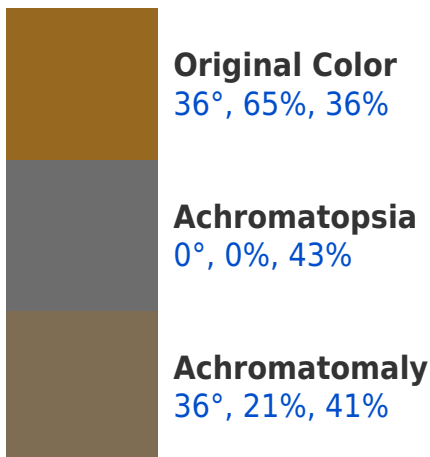 Original Color
36°, 65%, 36%
Achromatopsia
0°, 0%, 43%
Achromatomaly
36°, 21%, 41%